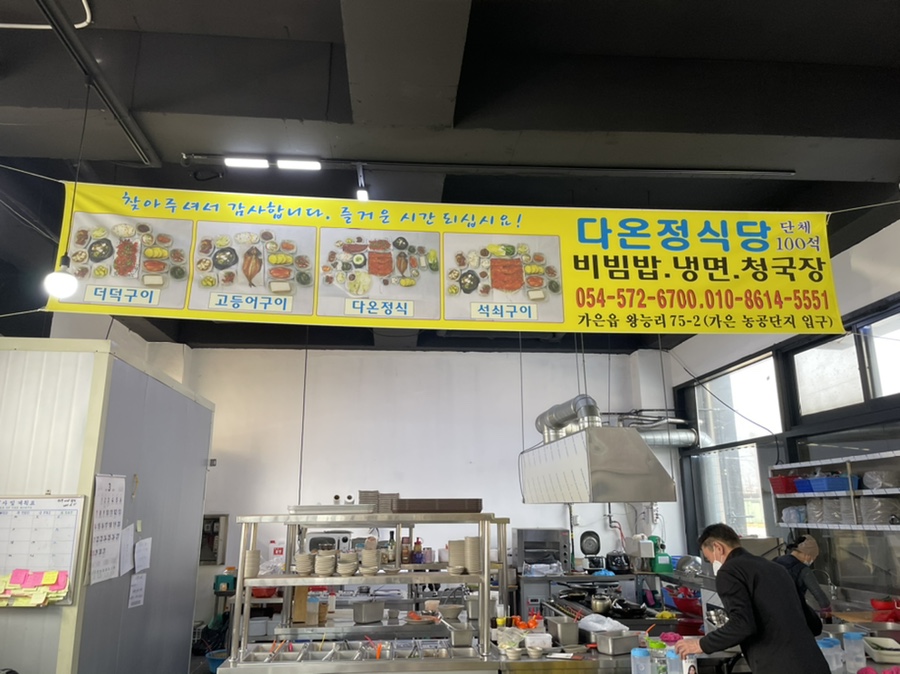 찾아주셔서 감사합니다. 즐거운 시간 되십시요!
더덕구이
고등어구이
다온정식
석쇠구이
다온정식당 단체 100석
비빔밥.냉면.청국장
054-572-6700.010-8614-5551
가은읍 왕능리 75-2 (가은 농공단지 입구)